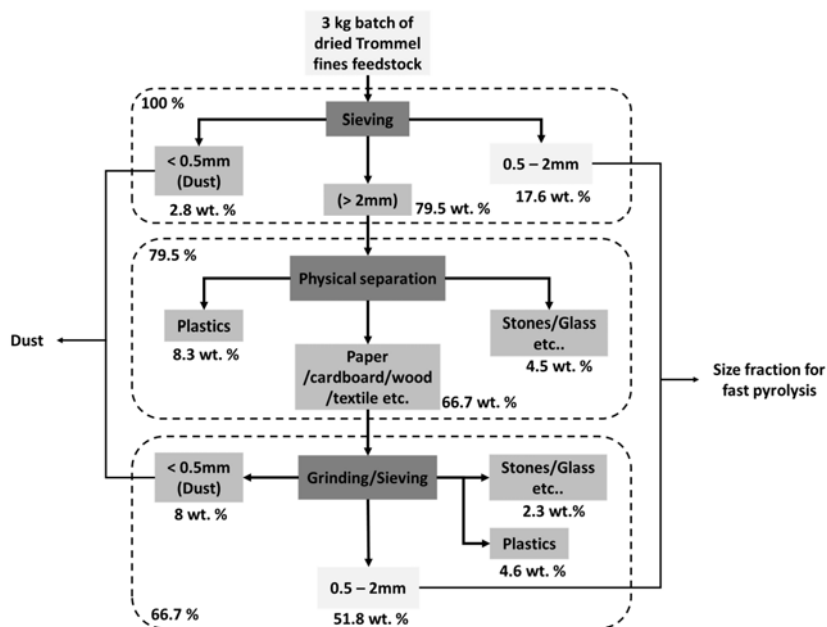 3 kg batch of
dried Trommel
fines feedstock
100 %
Sieving
< 0.5mm
(Dust)
2.8 wt. %
(> 2mm)
79.5 wt. %
0.5 – 2mm
17.6 wt. %
79.5 %
Physical separation
Plastics
8.3 wt. %
Stones/Glass
etc..
4.5 wt. %
Paper
/cardboard/wood
/textile etc.
66.7 wt. %
Dust
Size fraction for
fast pyrolysis
< 0.5mm
(Dust)
8 wt. %
Grinding/Sieving
Stones/Glass
etc..
2.3 wt.%
Plastics
4.6 wt. %
0.5 – 2mm
51.8 wt. %
66.7 %